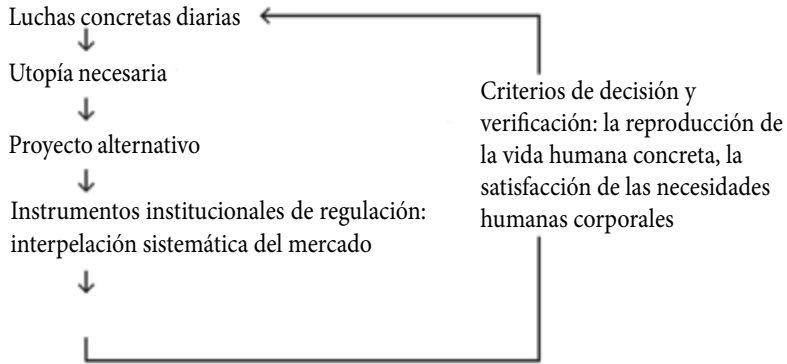 Luchas concretas diarias
Utopía necesaria
Proyecto alternativo
Instrumentos institucionales de regulación:
interpelación sistemática del mercado
Criterios de decisión y
verificación: la reproducción de
la vida humana concreta, la
satisfacción de las necesidades
humanas corporales